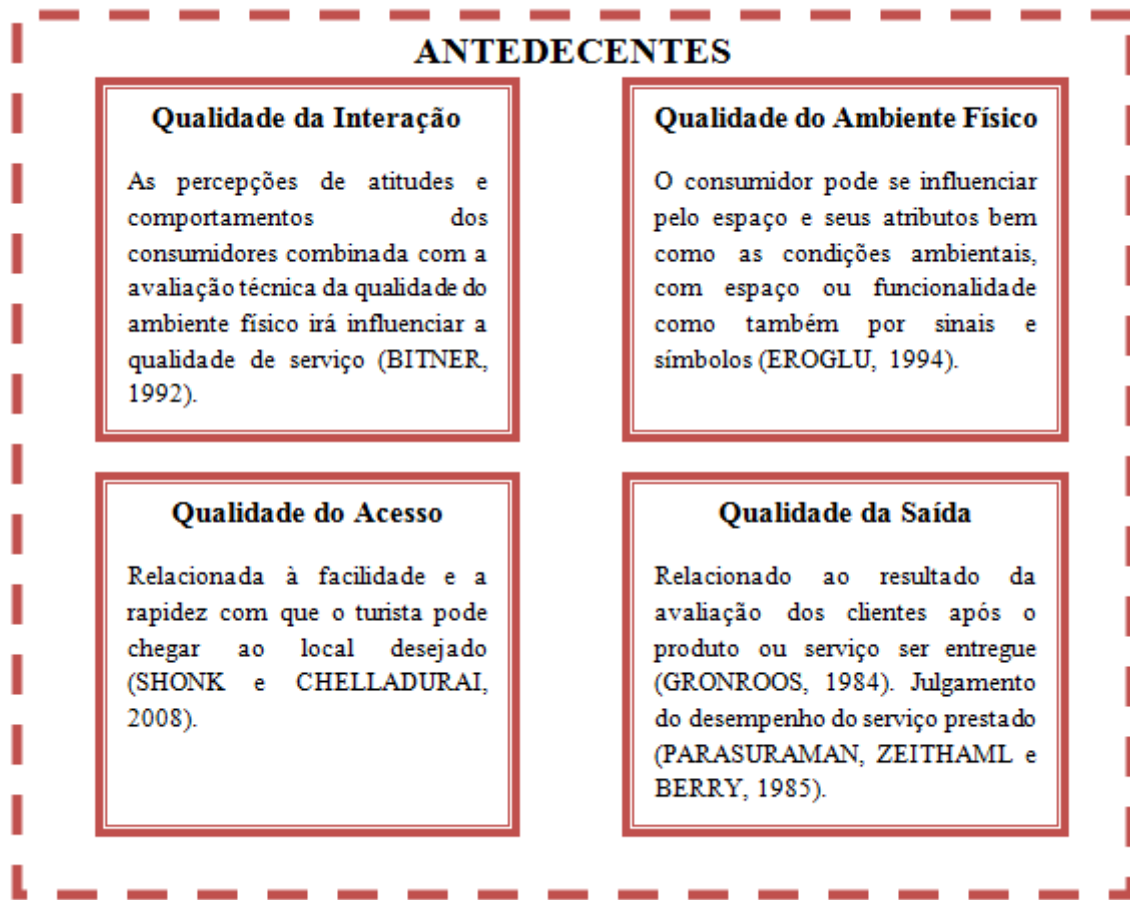 ANTEDECENTES
Qualidade da Interação
As percepções de atitudes e
comportamentos dos
consumidores combinada com a
avaliação técnica da qualidade do
ambiente físico irá influenciar a
qualidade de serviço (BITNER,
1992).
Qualidade do Ambiente Físico
O consumidor pode se influenciar
pelo espaço e seus atributos bem
como as condições ambientais,
com espaço ou funcionalidade
como também por sinais e
símbolos (EROGLU, 1994).
Qualidade do Acesso
Relacionada à facilidade e a
rapidez com que o turista pode
chegar ao local desejado
(SHONK e CHELLADURAI,
2008).
Qualidade da Saída
Relacionado ao resultado da
avaliação dos clientes após o
produto ou serviço ser entregue
(GRONROOS, 1984). Julgamento
do desempenho do serviço prestado
(PARASURAMAN, ZEITHAML e
BERRY, 1985).